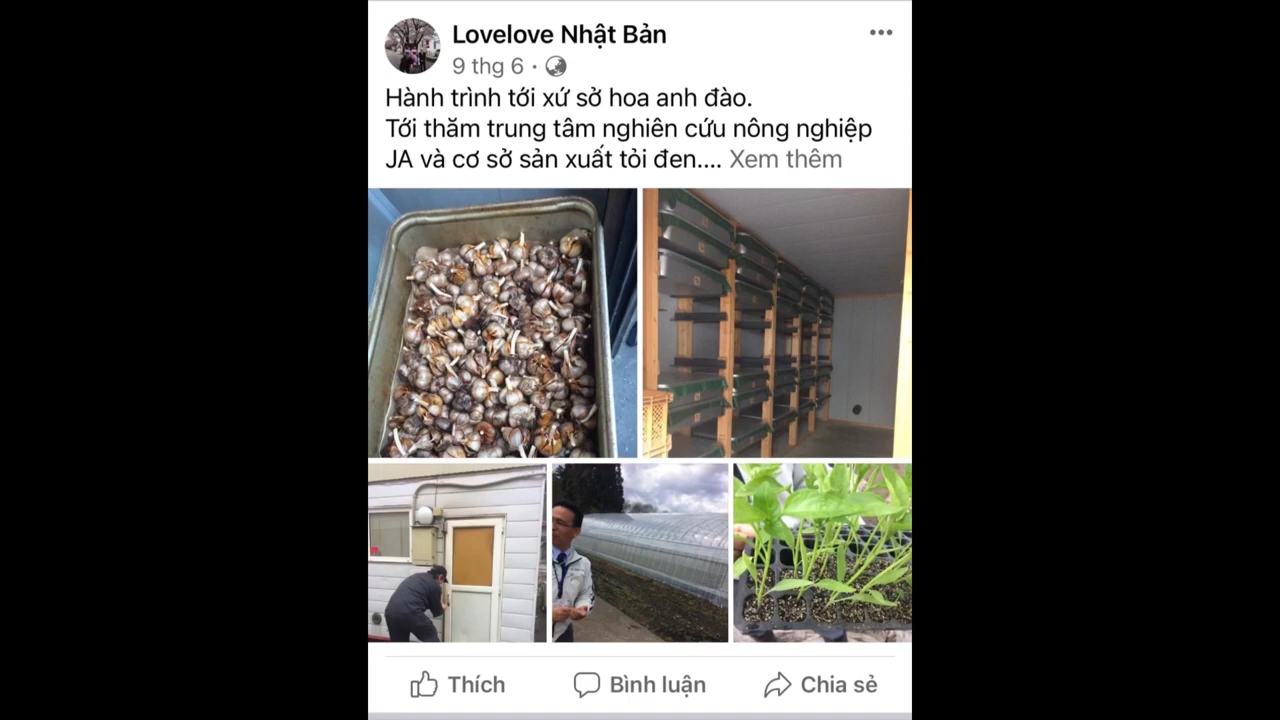 Lovelove Nhật Bản
9 thg 6 ·
Hành trình tới xứ sở hoa anh đào.
Tới thăm trung tâm nghiên cứu nông nghiệp
JA và cơ sở sản xuất tỏi đen.... Xem thêm
Thích
Bình luận
Chia sẻ